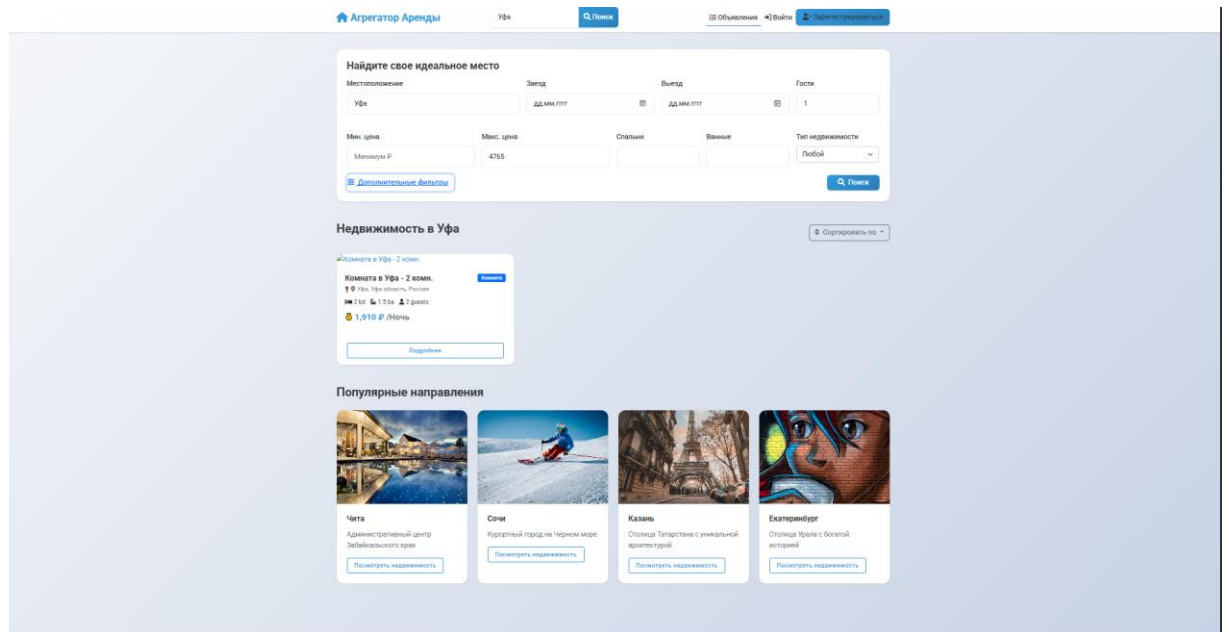 Агрегатор Аренды
Уфа
Поиск
Объявления
Войти
Зарегистрироваться
Найдите свое идеальное место
Местоположение Заезд Выезд Гости
Уфа ДД.ММ.ГГГГ ДД.ММ.ГГГГ 1
Мин. цена Макс. цена Спальни Ванные Тип недвижимости
Минимум ₽ 4765 Любой
Дополнительные фильтры
Поиск
Недвижимость в Уфа
Сортировать по
Комната в Уфа - 2 комн.
Комната в Уфа - 2 комн. Комната
Уфа, Уфа область, Россия
2 bd 1.5 ba 2 guests
1,910 ₽ /Ночь
Подробнее
Популярные направления
Чита
Административный центр
Забайкальского края
Посмотреть недвижимость
Сочи
Курортный город на Черном море
Посмотреть недвижимость
Казань
Столица Татарстана с уникальной
архитектурой
Посмотреть недвижимость
Екатеринбург
Столица Урала с богатой
историей
Посмотреть недвижимость